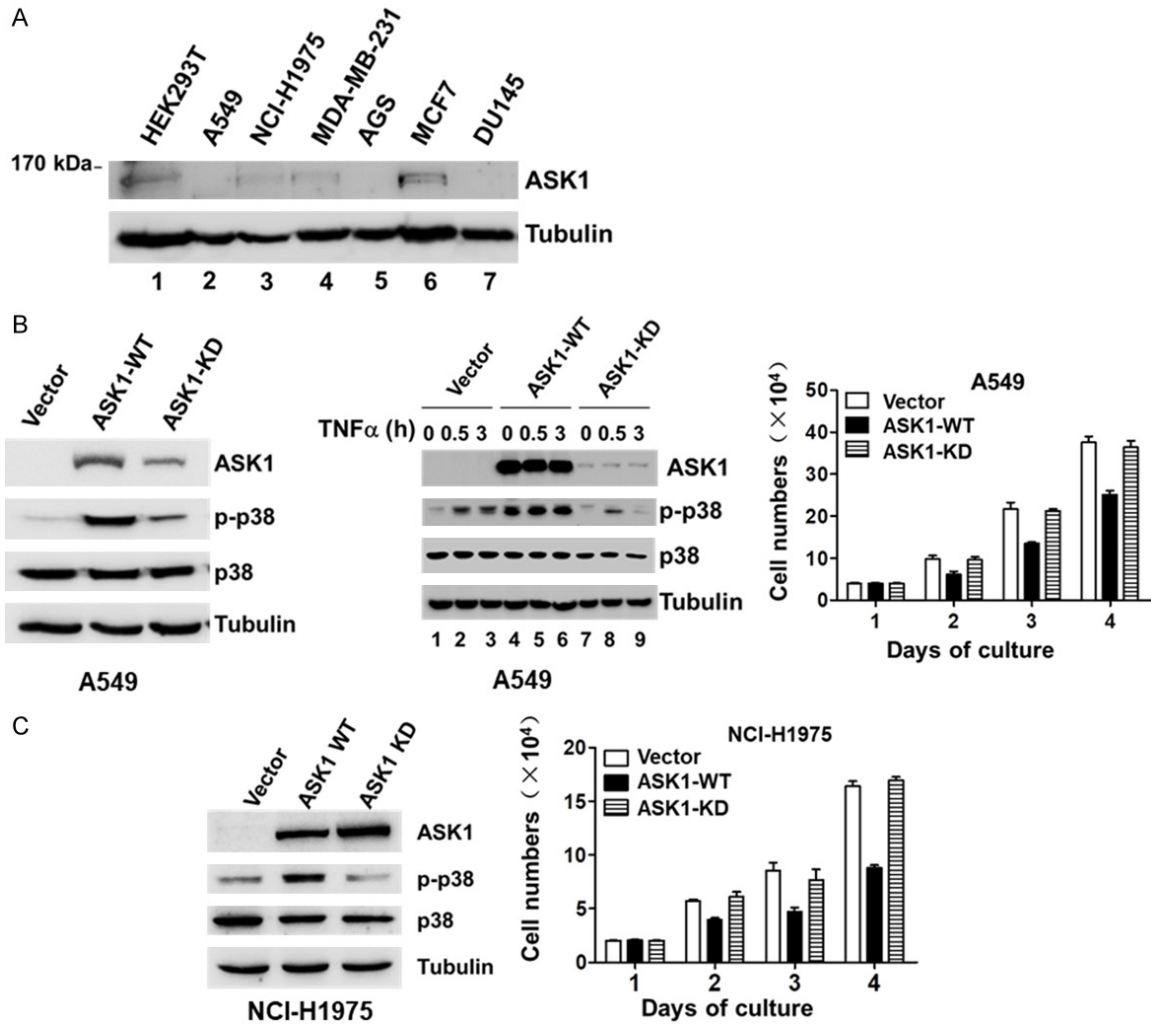 A
HEK293T A549 NCI-H1975 MDA-MB-231 AGS MCF7 DU145
170 kDa-
ASK1
Tubulin
1 2 3 4 5 6 7
B
Vector ASK1-WT ASK1-KD
ASK1
p-p38
p38
Tubulin
A549
Vector ASK1-WT ASK1-KD
TNFα (h) 0 0.5 3 0 0.5 3 0 0.5 3
ASK1
p-p38
p38
Tubulin
1 2 3 4 5 6 7 8 9
A549
A549
Vector
ASK1-WT
ASK1-KD
Cell numbers (×10⁴)
50
40
30
20
10
0
1 2 3 4
Days of culture
C
Vector ASK1 WT ASK1 KD
ASK1
p-p38
p38
Tubulin
NCI-H1975
NCI-H1975
Vector
ASK1-WT
ASK1-KD
Cell numbers (×10⁴)
20
15
10
5
0
1 2 3 4
Days of culture